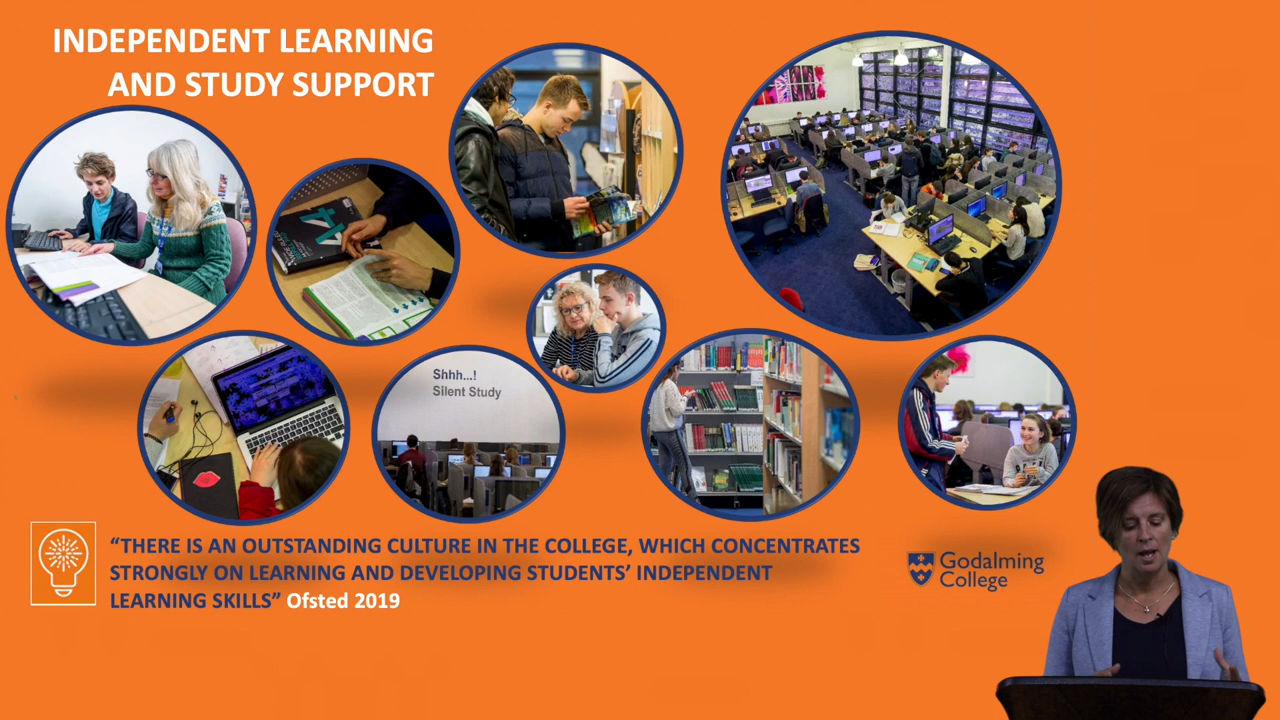 INDEPENDENT LEARNING
AND STUDY SUPPORT
Shhh...!
Silent Study
“THERE IS AN OUTSTANDING CULTURE IN THE COLLEGE, WHICH CONCENTRATES
STRONGLY ON LEARNING AND DEVELOPING STUDENTS’ INDEPENDENT
LEARNING SKILLS” Ofsted 2019
Godalming
College